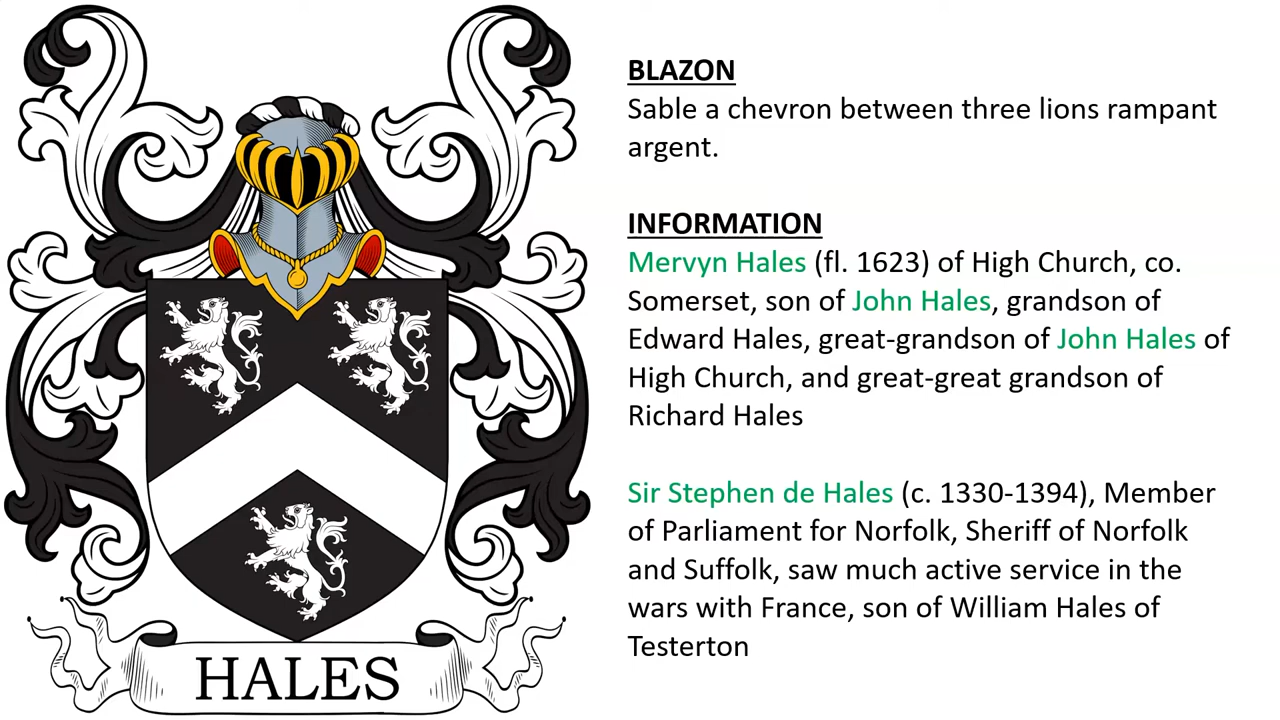 BLAZON
Sable a chevron between three lions rampant
argent.
INFORMATION
Mervyn Hales (fl. 1623) of High Church, co.
Somerset, son of John Hales, grandson of
Edward Hales, great-grandson of John Hales of
High Church, and great-great grandson of
Richard Hales
Sir Stephen de Hales (c. 1330-1394), Member
of Parliament for Norfolk, Sheriff of Norfolk
and Suffolk, saw much active service in the
wars with France, son of William Hales of
Testerton
HALES